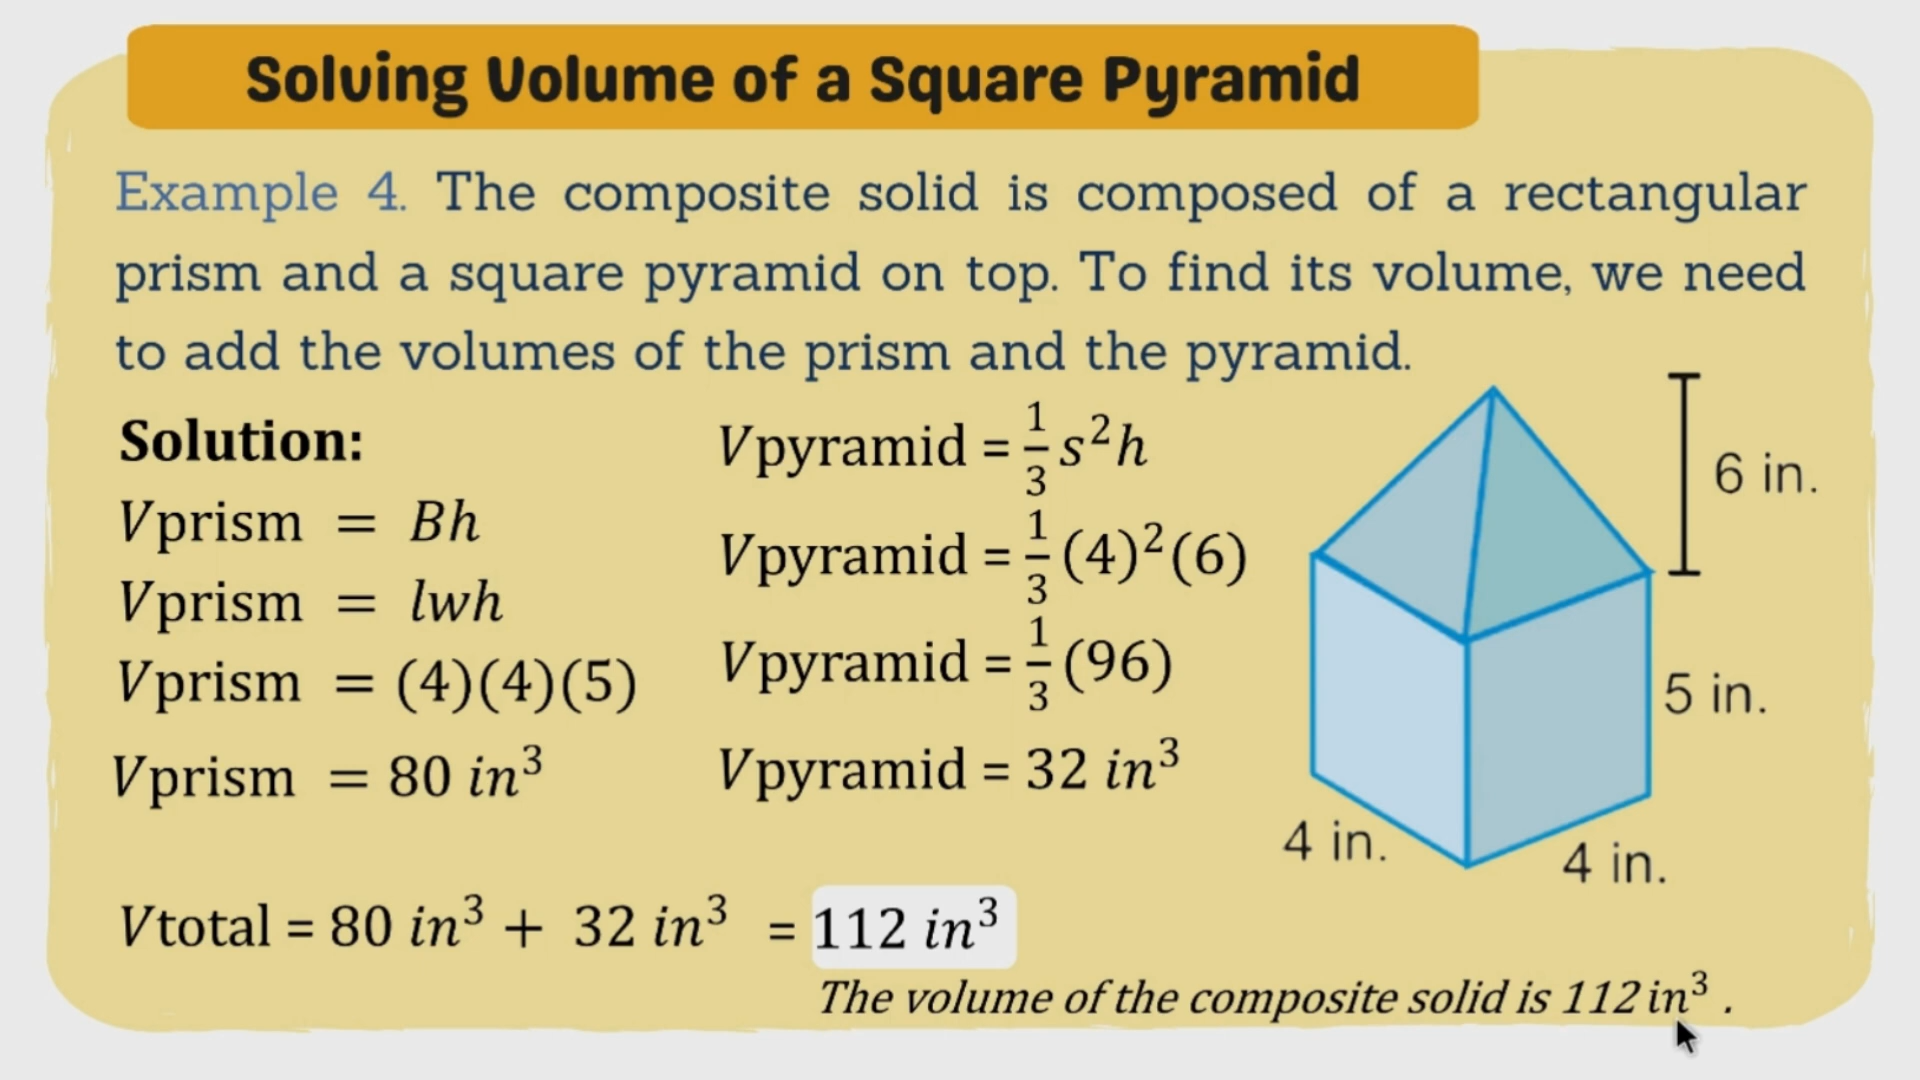 Solving Volume of a Square Pyramid
Example 4. The composite solid is composed of a rectangular
prism and a square pyramid on top. To find its volume, we need
to add the volumes of the prism and the pyramid.
Solution:
Vprism = Bh
Vprism = lwh
Vprism = (4)(4)(5)
Vprism = 80 in³
Vpyramid = 1/3 s²h
Vpyramid = 1/3 (4)²(6)
Vpyramid = 1/3 (96)
Vpyramid = 32 in³
6 in.
5 in.
4 in.
4 in.
Vtotal = 80 in³ + 32 in³ = 112 in³
The volume of the composite solid is 112 in³ .